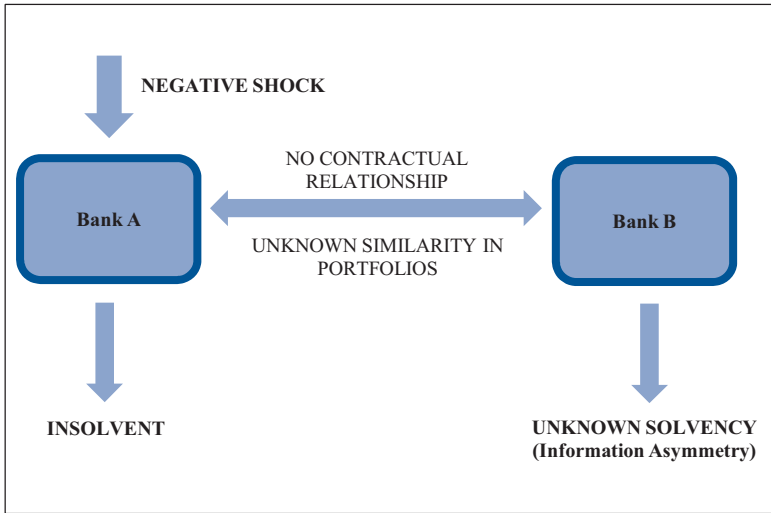 NEGATIVE SHOCK
NO CONTRACTUAL
RELATIONSHIP
Bank A
Bank B
UNKNOWN SIMILARITY IN
PORTFOLIOS
INSOLVENT
UNKNOWN SOLVENCY
(Information Asymmetry)